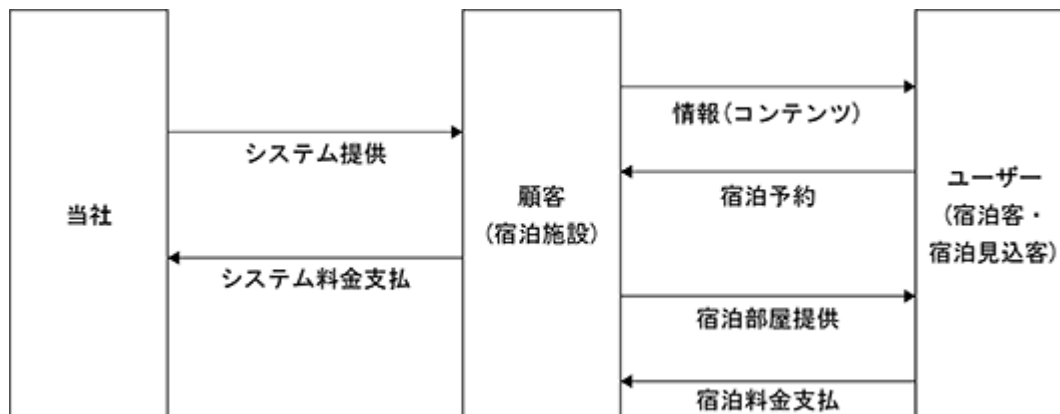 当社
システム提供
システム料金支払
顧客
(宿泊施設)
情報(コンテンツ)
宿泊予約
宿泊部屋提供
宿泊料金支払
ユーザー
(宿泊客・
宿泊見込客)